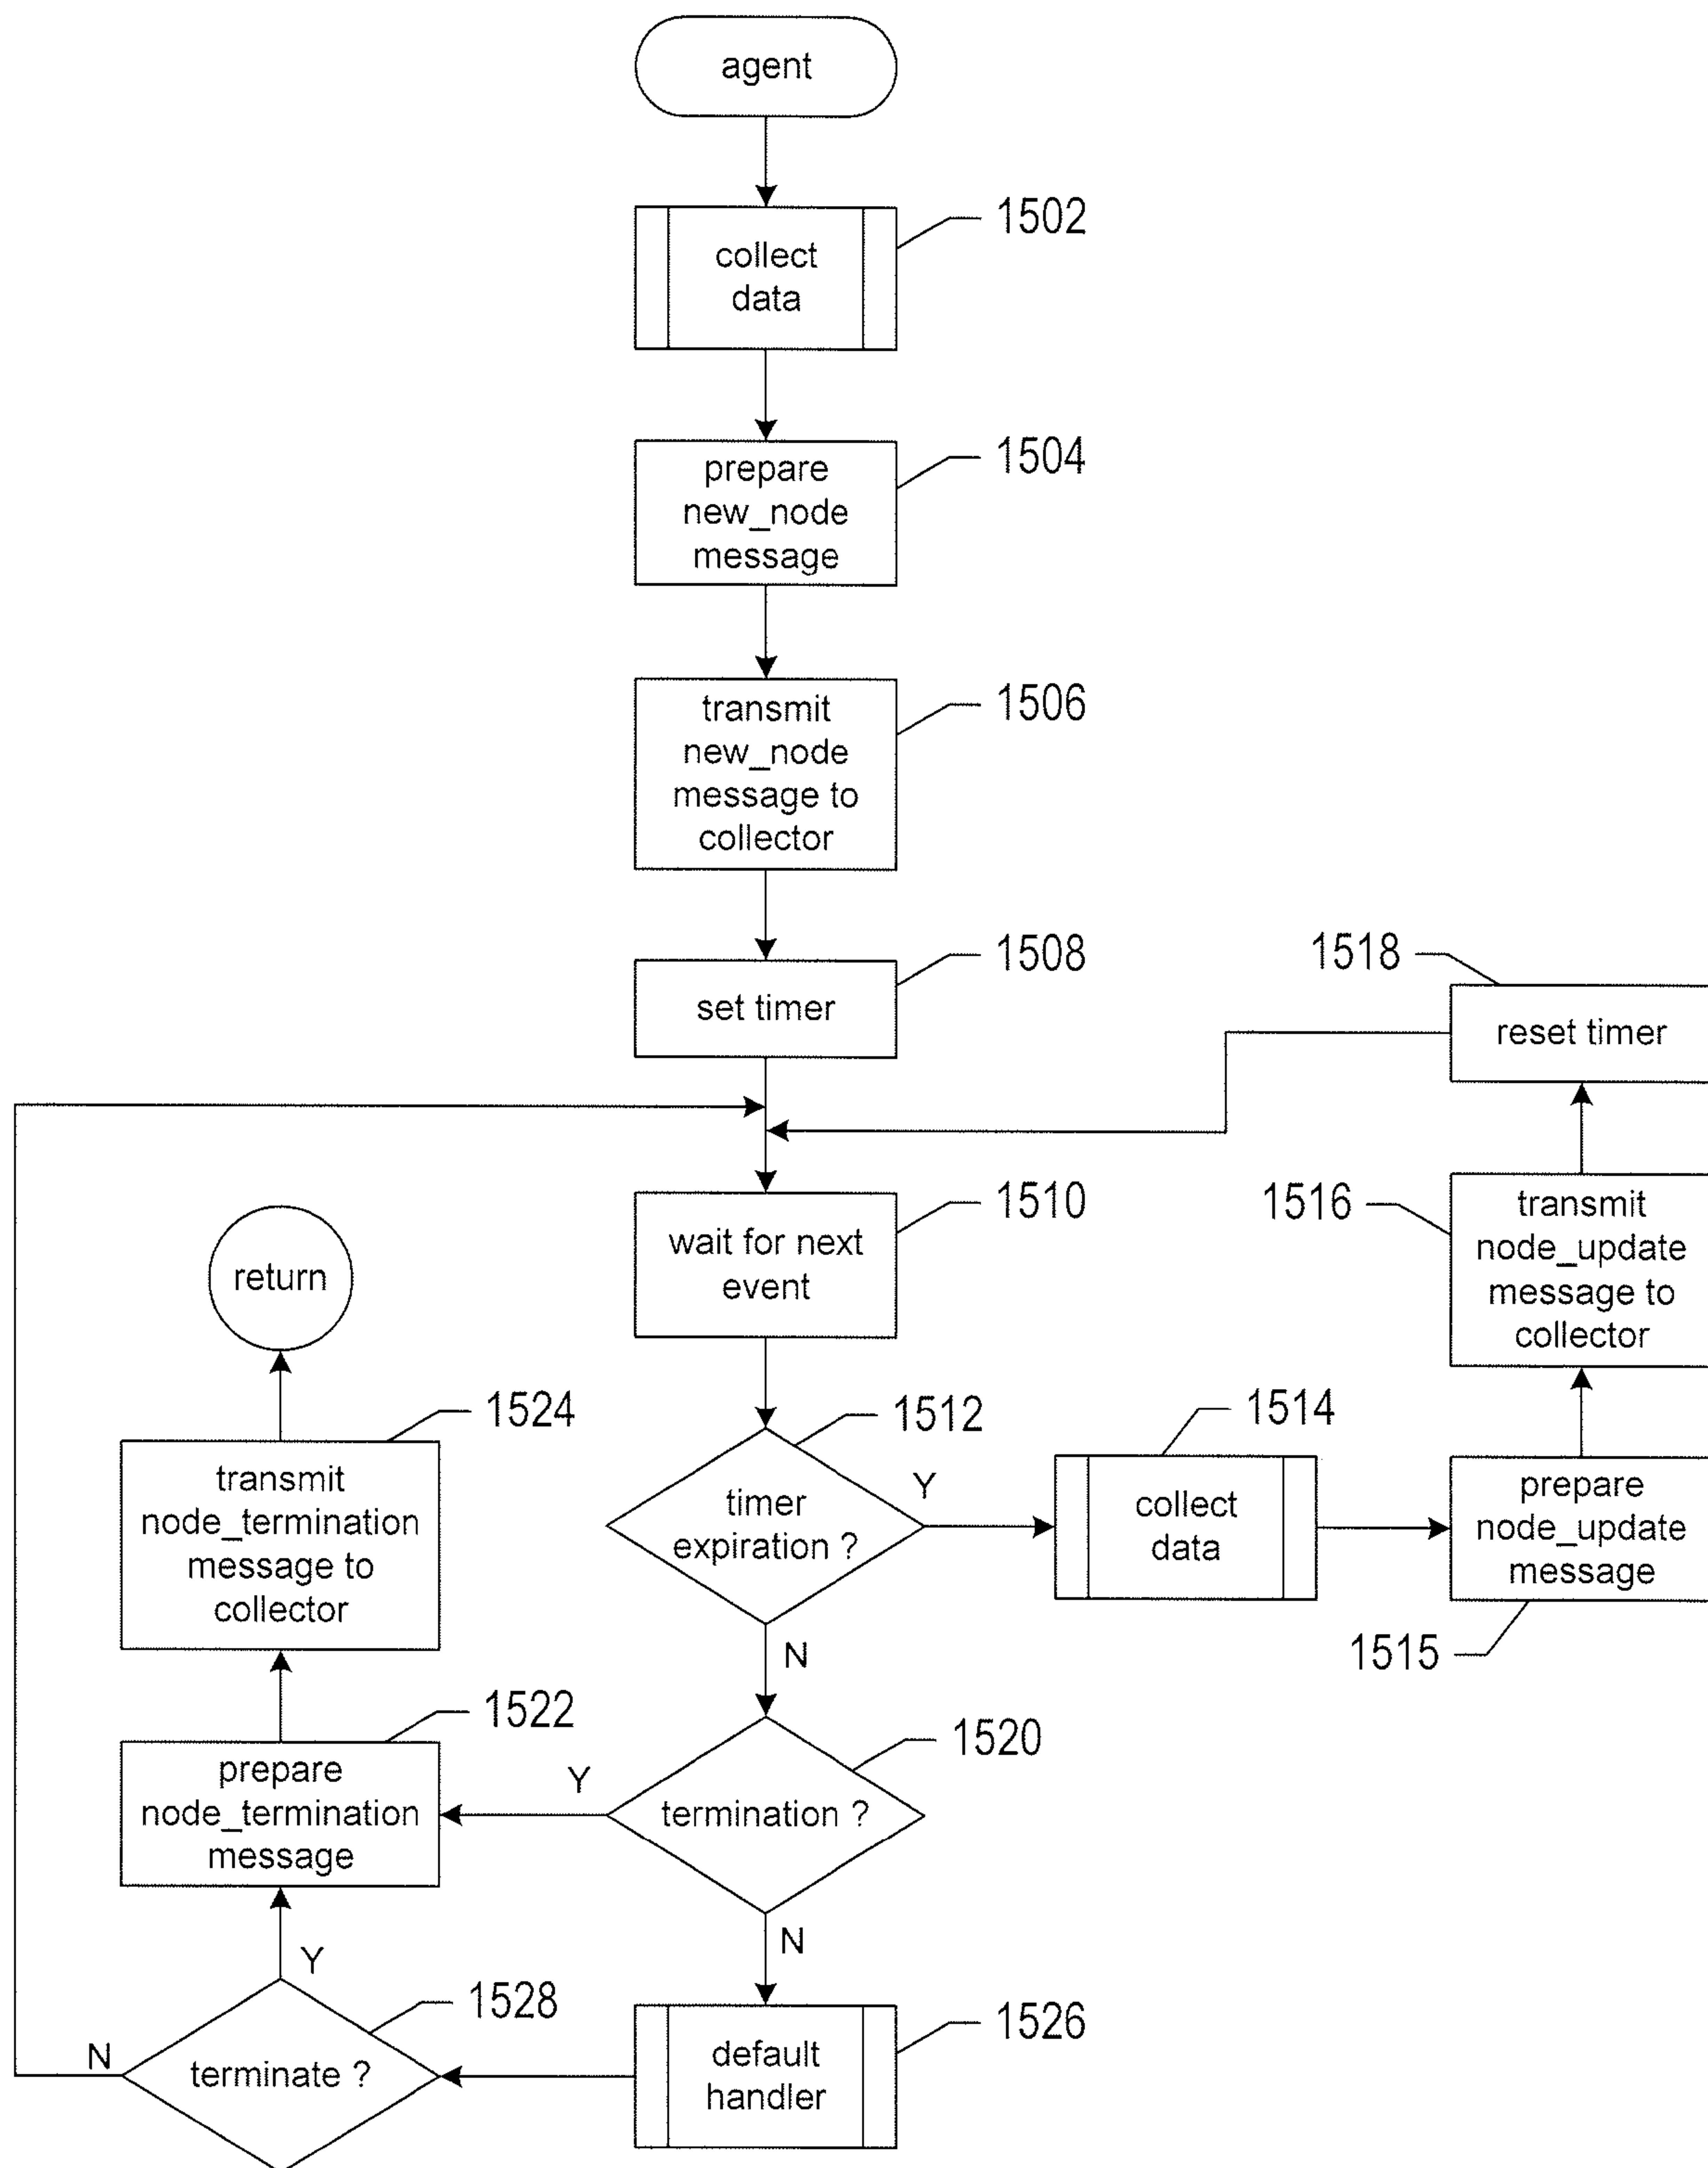 agent
1502
collect
data
1504
prepare
new_node
message
1506
transmit
new_node
message to
collector
1508
set timer
1518
reset timer
1510
wait for next
event
1516
transmit
node_update
message to
collector
return
1524
transmit
node_termination
message to
collector
1512
timer
expiration ?
Y
N
1514
collect
data
prepare
node_update
message
1515
1522
prepare
node_termination
message
1520
termination ?
Y
N
1528
terminate ?
Y
N
1526
default
handler